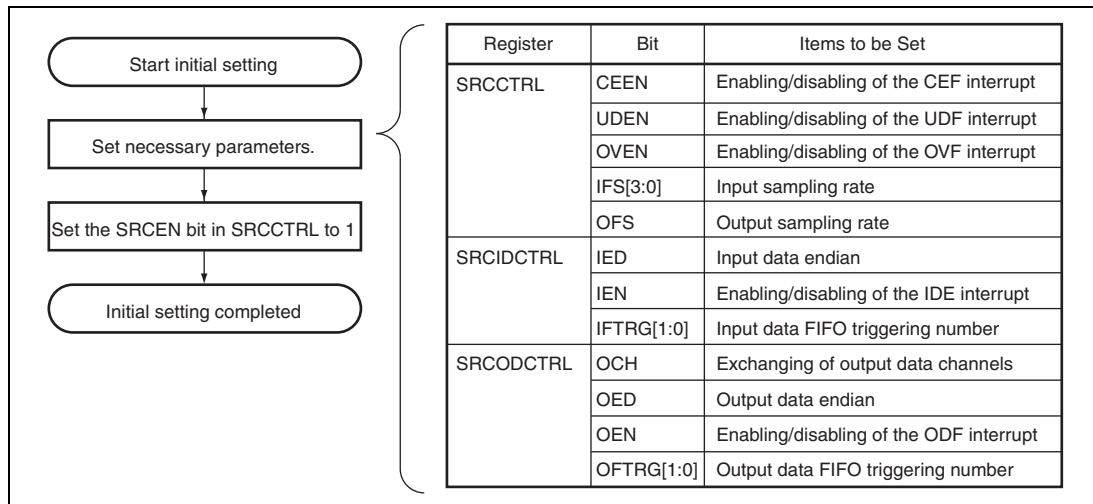 Start initial setting
Set necessary parameters.
Set the SRCEN bit in SRCCTRL to 1
Initial setting completed
Register Bit Items to be Set
SRCCTRL CEEN Enabling/disabling of the CEF interrupt
UDEN Enabling/disabling of the UDF interrupt
OVEN Enabling/disabling of the OVF interrupt
IFS[3:0] Input sampling rate
OFS Output sampling rate
SRCIDCTRL IED Input data endian
IEN Enabling/disabling of the IDE interrupt
IFTRG[1:0] Input data FIFO triggering number
SRCODCTRL OCH Exchanging of output data channels
OED Output data endian
OEN Enabling/disabling of the ODF interrupt
OFTRG[1:0] Output data FIFO triggering number